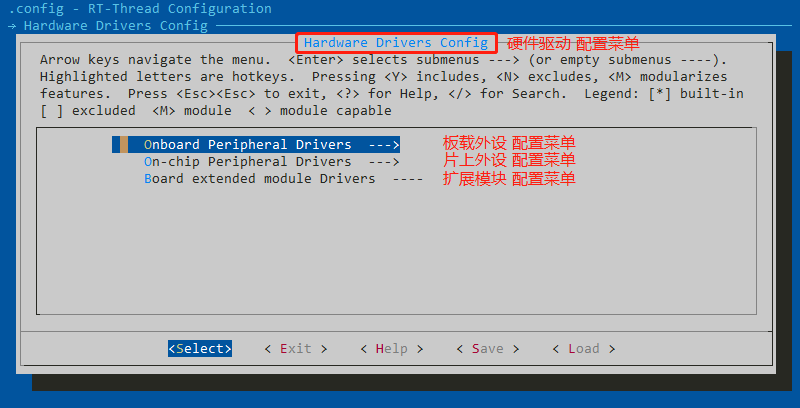 .config - RT-Thread Configuration
→ Hardware Drivers Config
Hardware Drivers Config 硬件驱动 配置菜单
Arrow keys navigate the menu.  <Enter> selects submenus ---> (or empty submenus ----).
Highlighted letters are hotkeys.  Pressing <Y> includes, <N> excludes, <M> modularizes
features.  Press <Esc><Esc> to exit, <?> for Help, </> for Search.  Legend: [*] built-in
[ ] excluded  <M> module  < > module capable
Onboard Peripheral Drivers  ---> 板载外设 配置菜单
On-chip Peripheral Drivers  ---> 片上外设 配置菜单
Board extended module Drivers  ---- 扩展模块 配置菜单
<Select> < Exit > < Help > < Save > < Load >